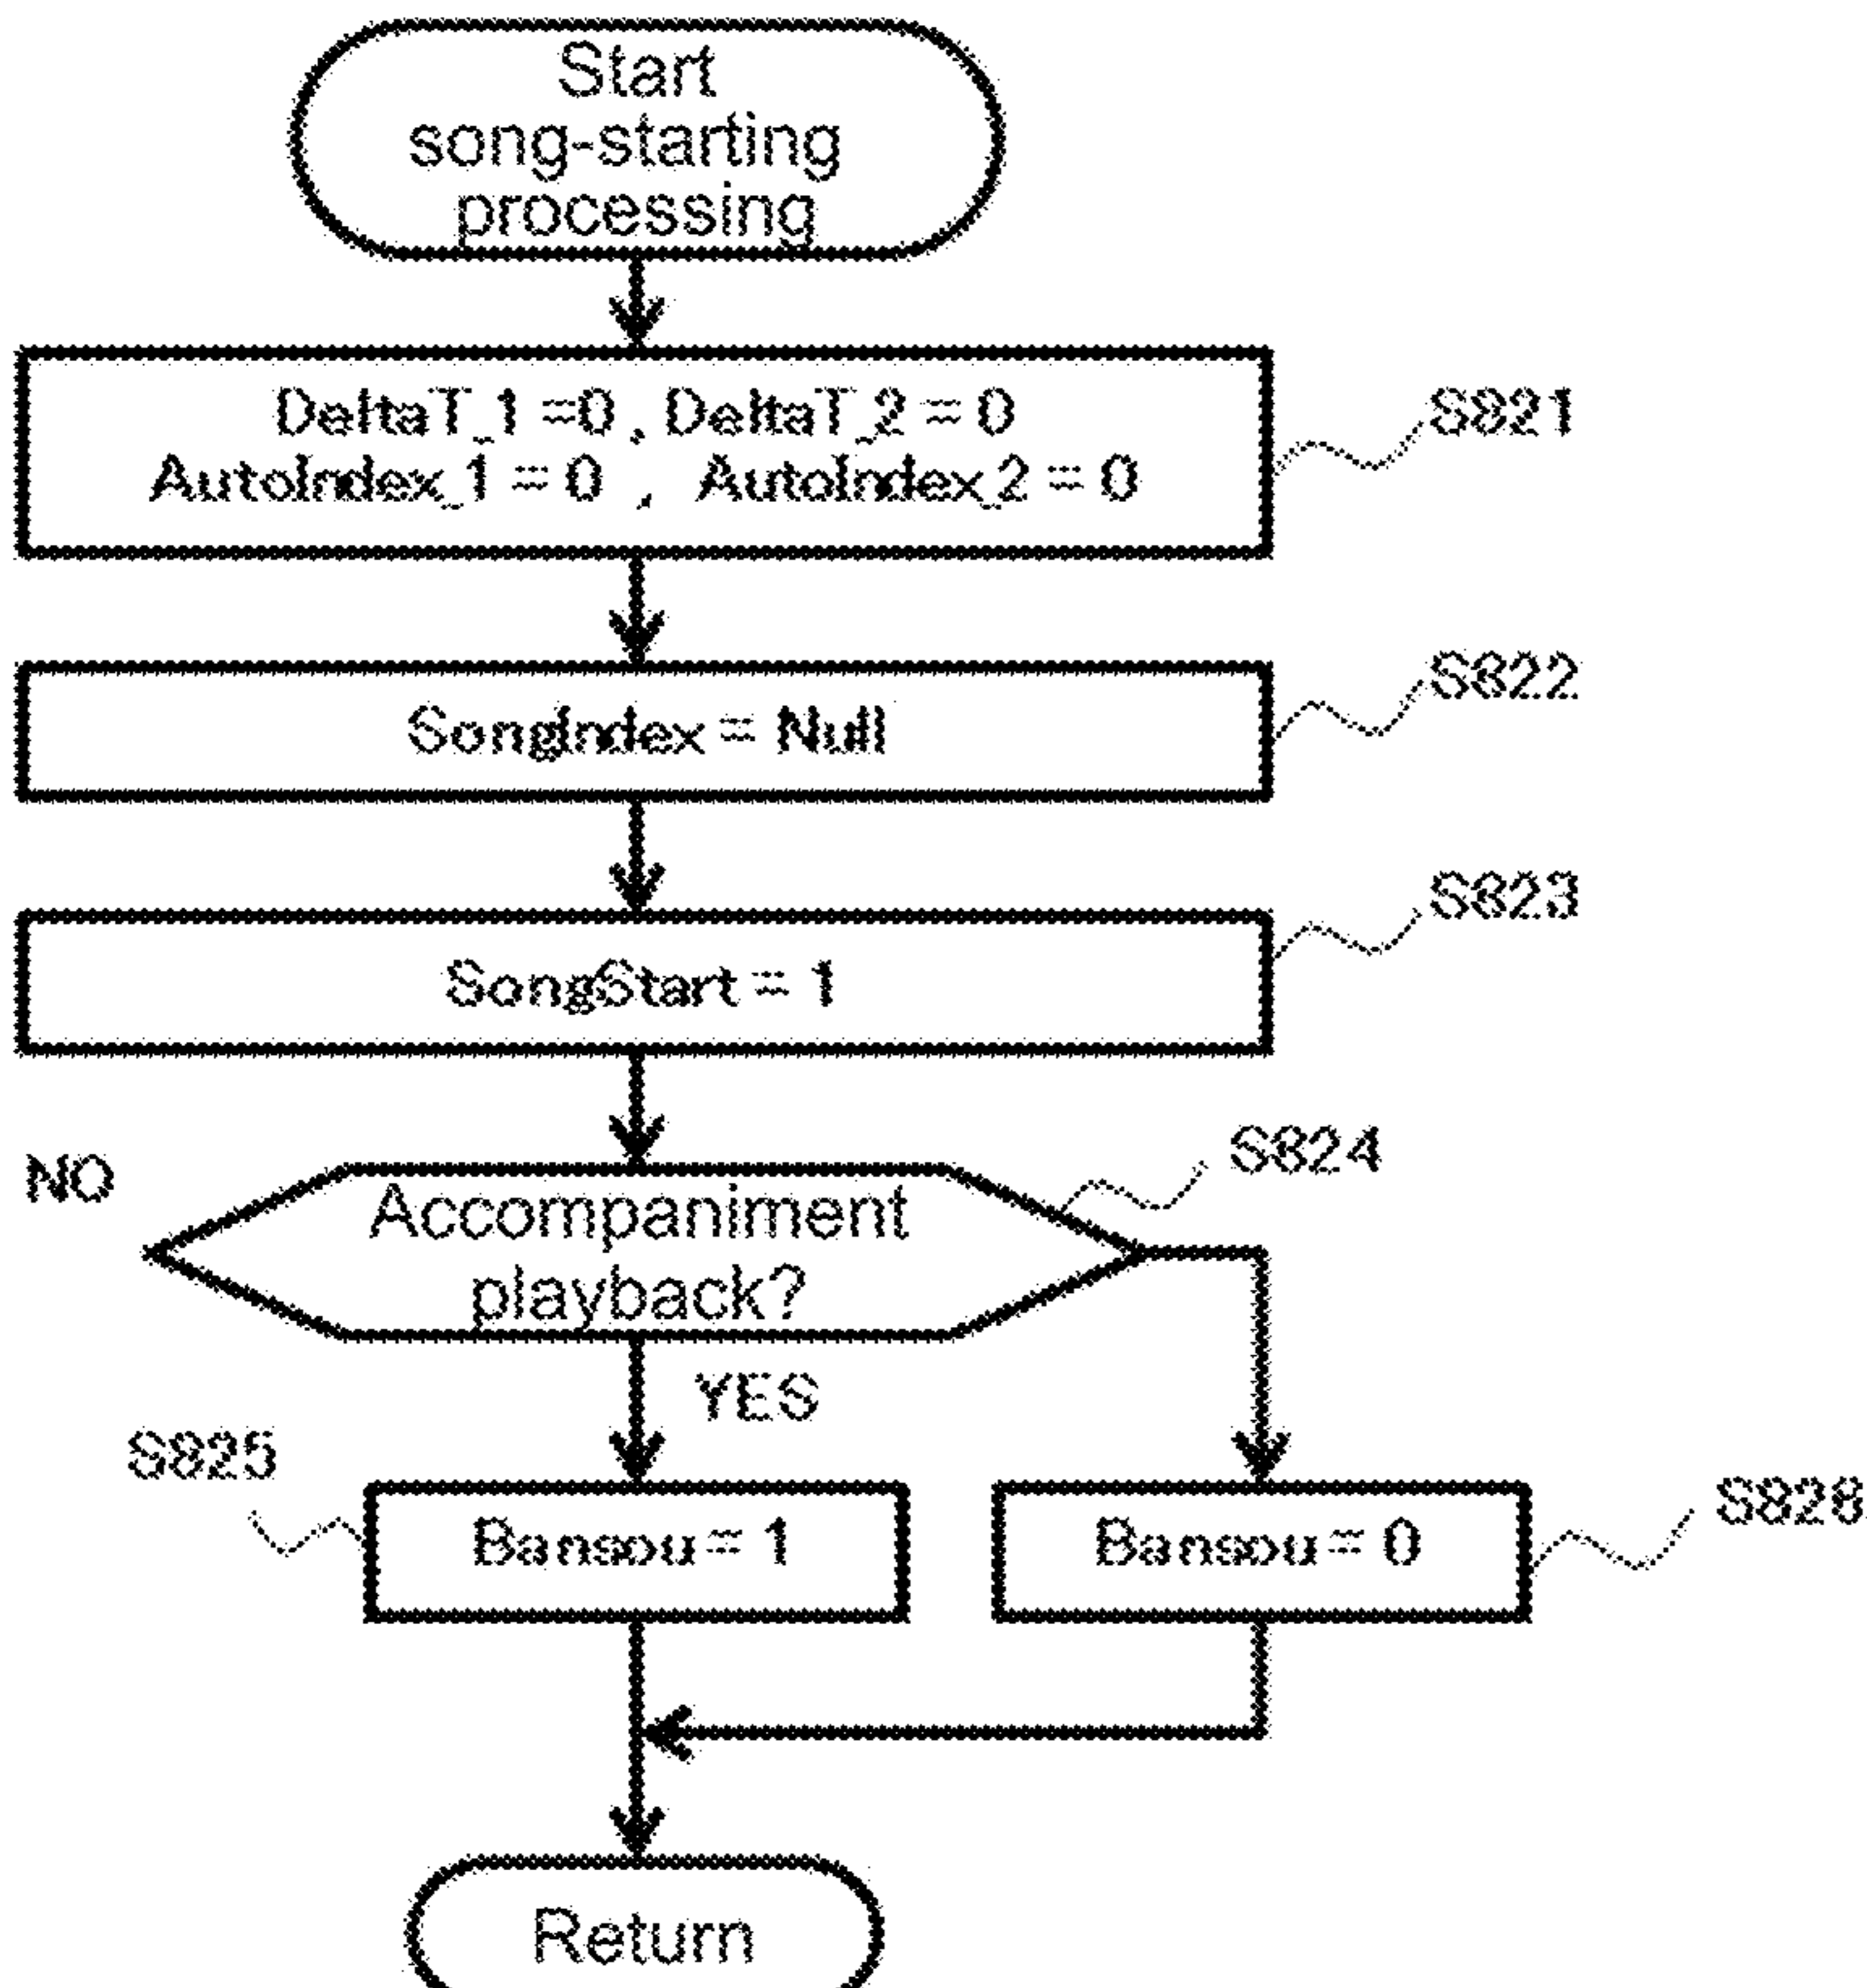 Start
song-starting
processing
DeltaT_1 =0 , DeltaT_2 = 0
AutoIndex_1 = 0 , AutoIndex_2 = 0
S821
SongIndex = Null
S822
SongStart = 1
S823
NO
Accompaniment
playback?
S824
YES
S825
Bansou = 1
Bansou = 0
S826
Return